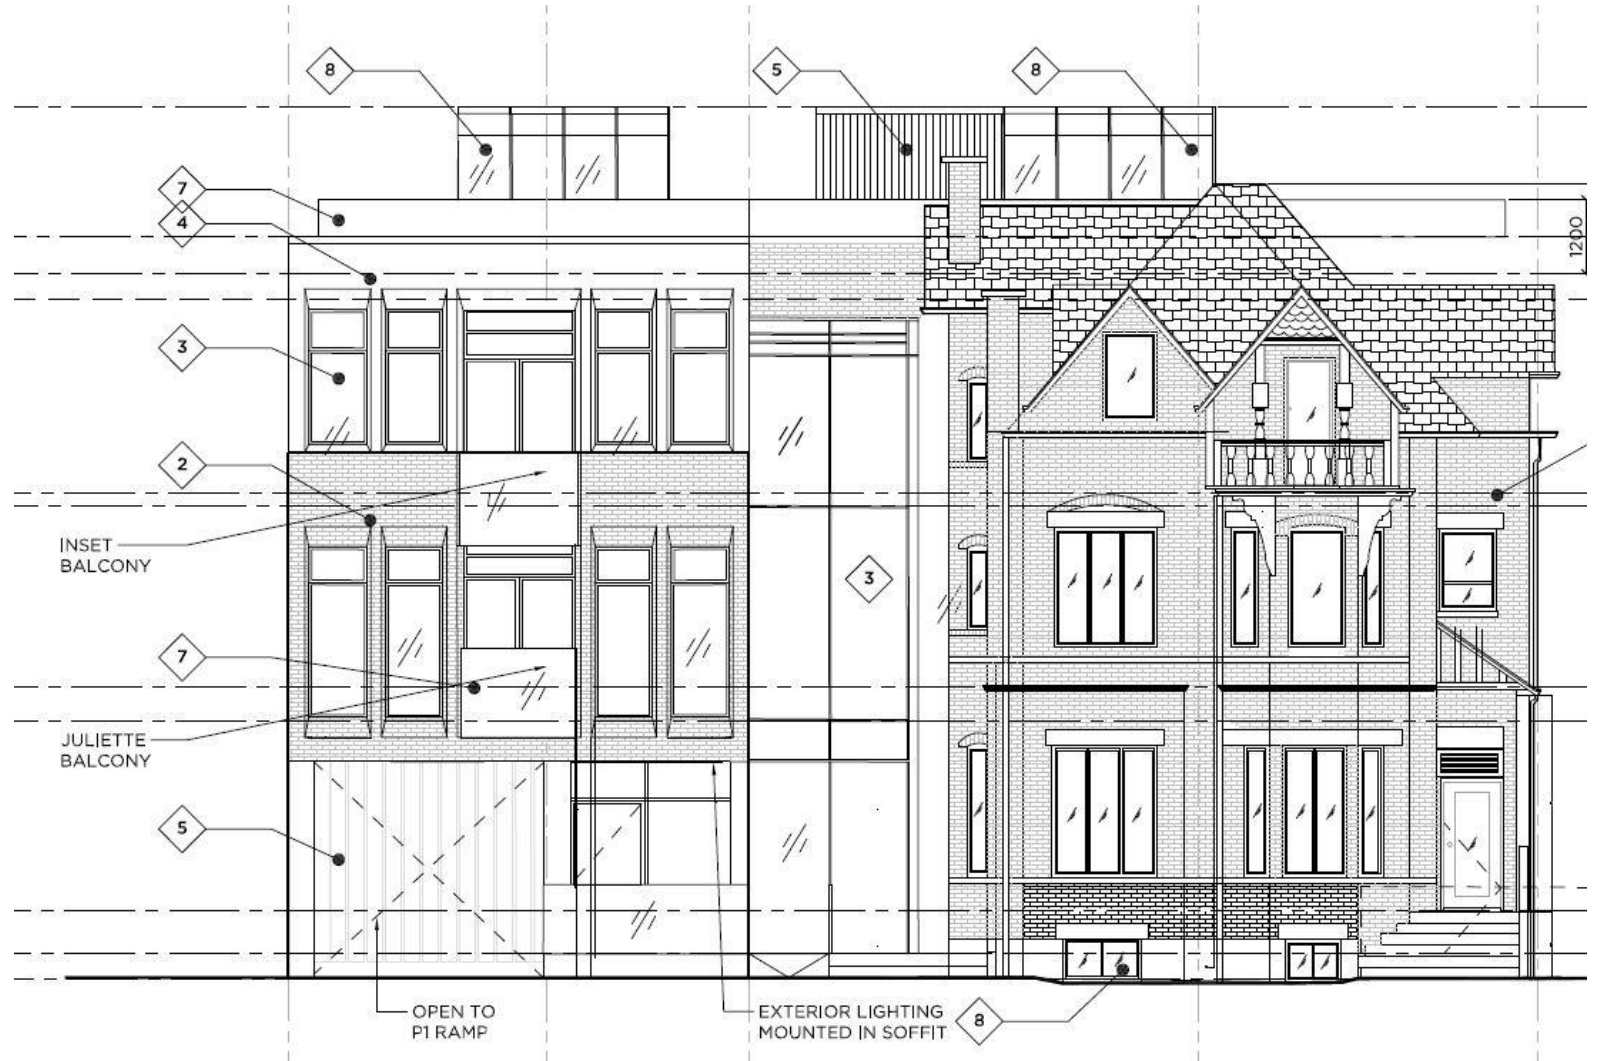 8
5
8
7
4
1200
3
2
INSET
BALCONY
3
7
JULIETTE
BALCONY
5
OPEN TO
P1 RAMP
EXTERIOR LIGHTING
MOUNTED IN SOFFIT
8